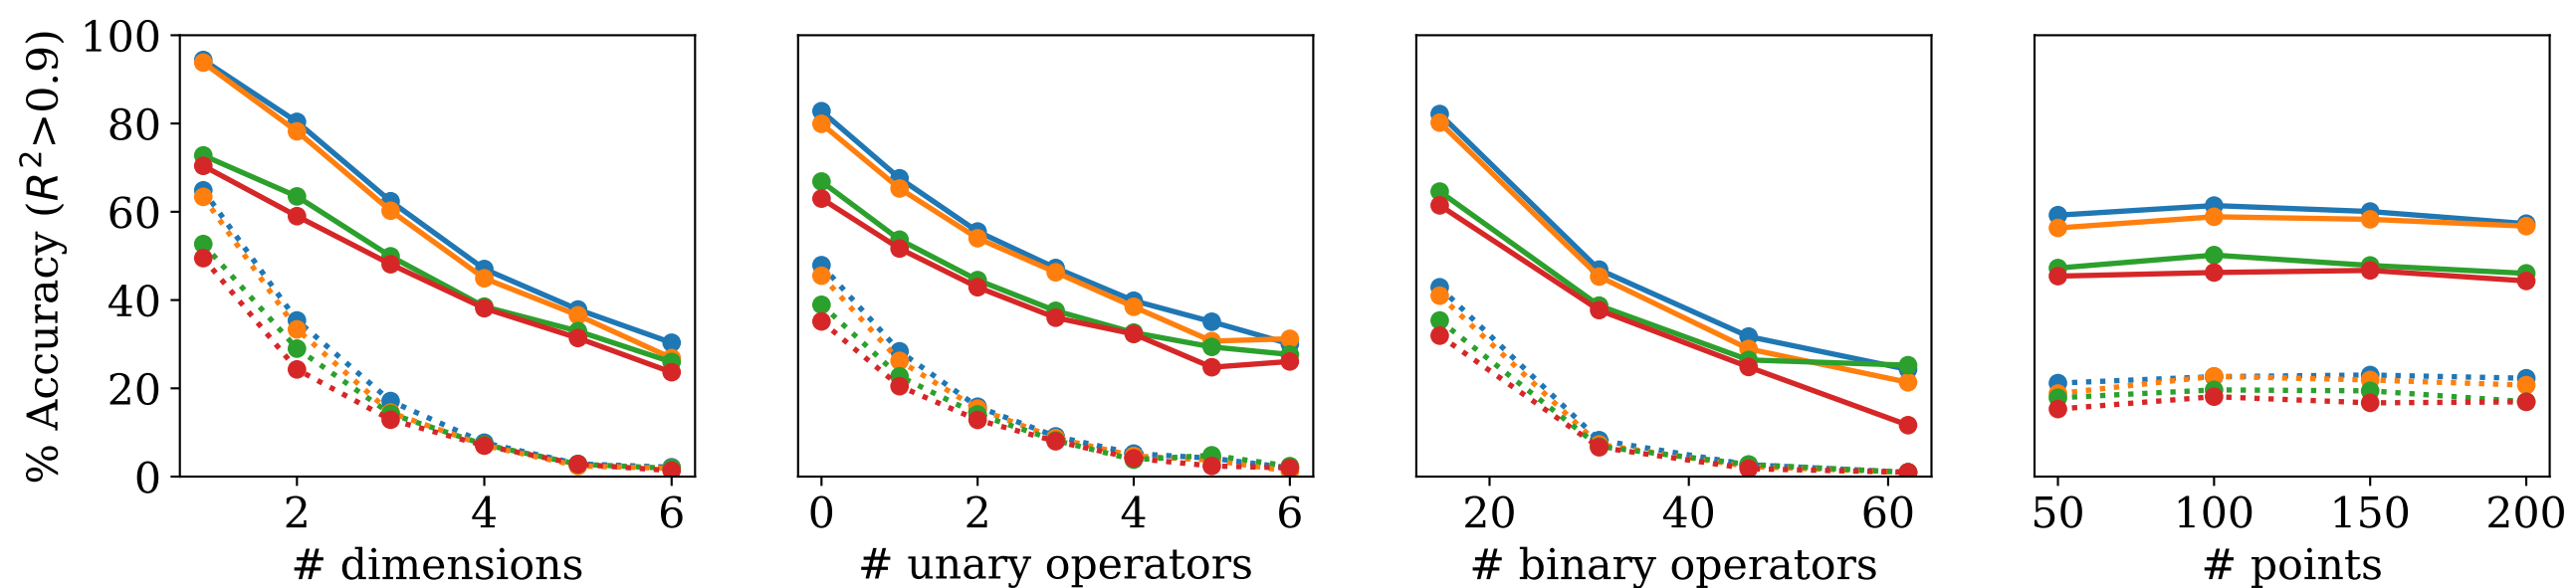 % Accuracy (R²>0.9)
100
80
60
40
20
0
2 4 6
# dimensions
0 2 4 6
# unary operators
20 40 60
# binary operators
50 100 150 200
# points